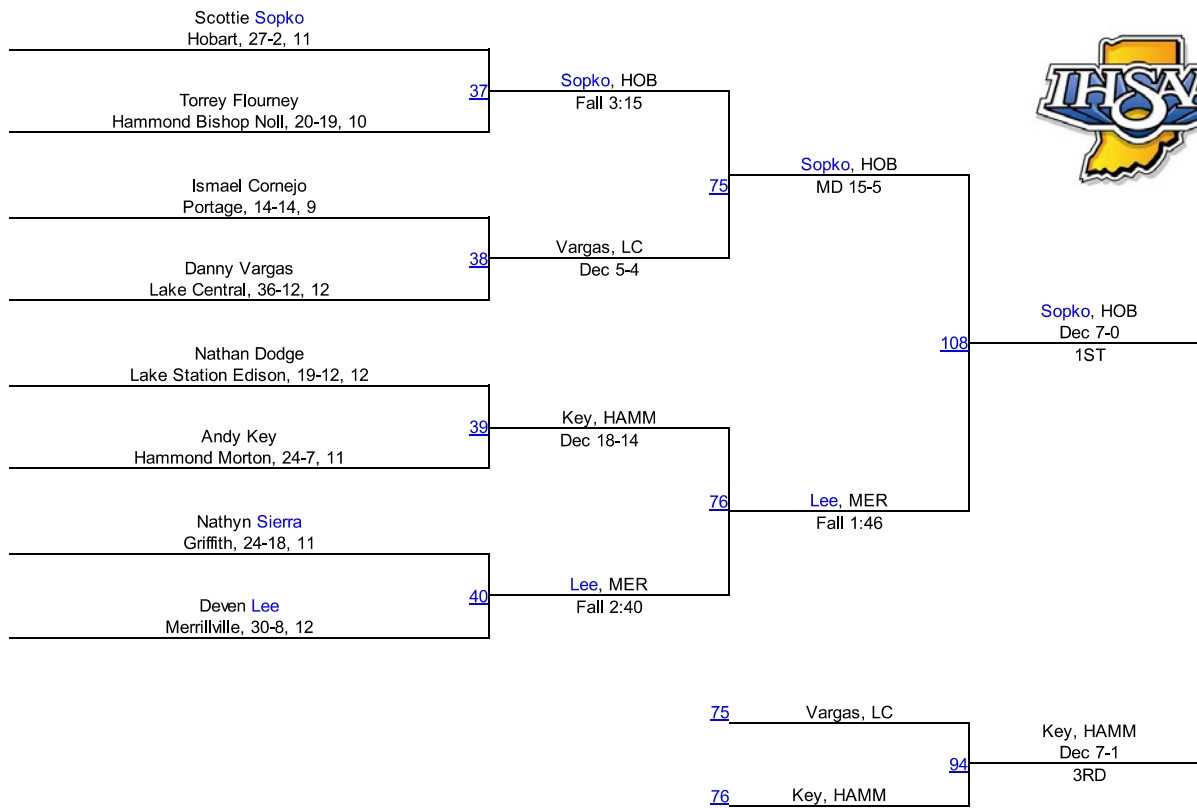 Scottie Sopko
Hobart, 27-2, 11
37
Sopko, HOB
Fall 3:15
Torrey Flourney
Hammond Bishop Noll, 20-19, 10
IHSAA
75
Sopko, HOB
MD 15-5
Ismael Cornejo
Portage, 14-14, 9
38
Vargas, LC
Dec 5-4
Danny Vargas
Lake Central, 36-12, 12
108
Sopko, HOB
Dec 7-0
1ST
Nathan Dodge
Lake Station Edison, 19-12, 12
39
Key, HAMM
Dec 18-14
Andy Key
Hammond Morton, 24-7, 11
76
Lee, MER
Fall 1:46
Nathyn Sierra
Griffith, 24-18, 11
40
Lee, MER
Fall 2:40
Deven Lee
Merrillville, 30-8, 12
75
Vargas, LC
94
Key, HAMM
Dec 7-1
3RD
76
Key, HAMM